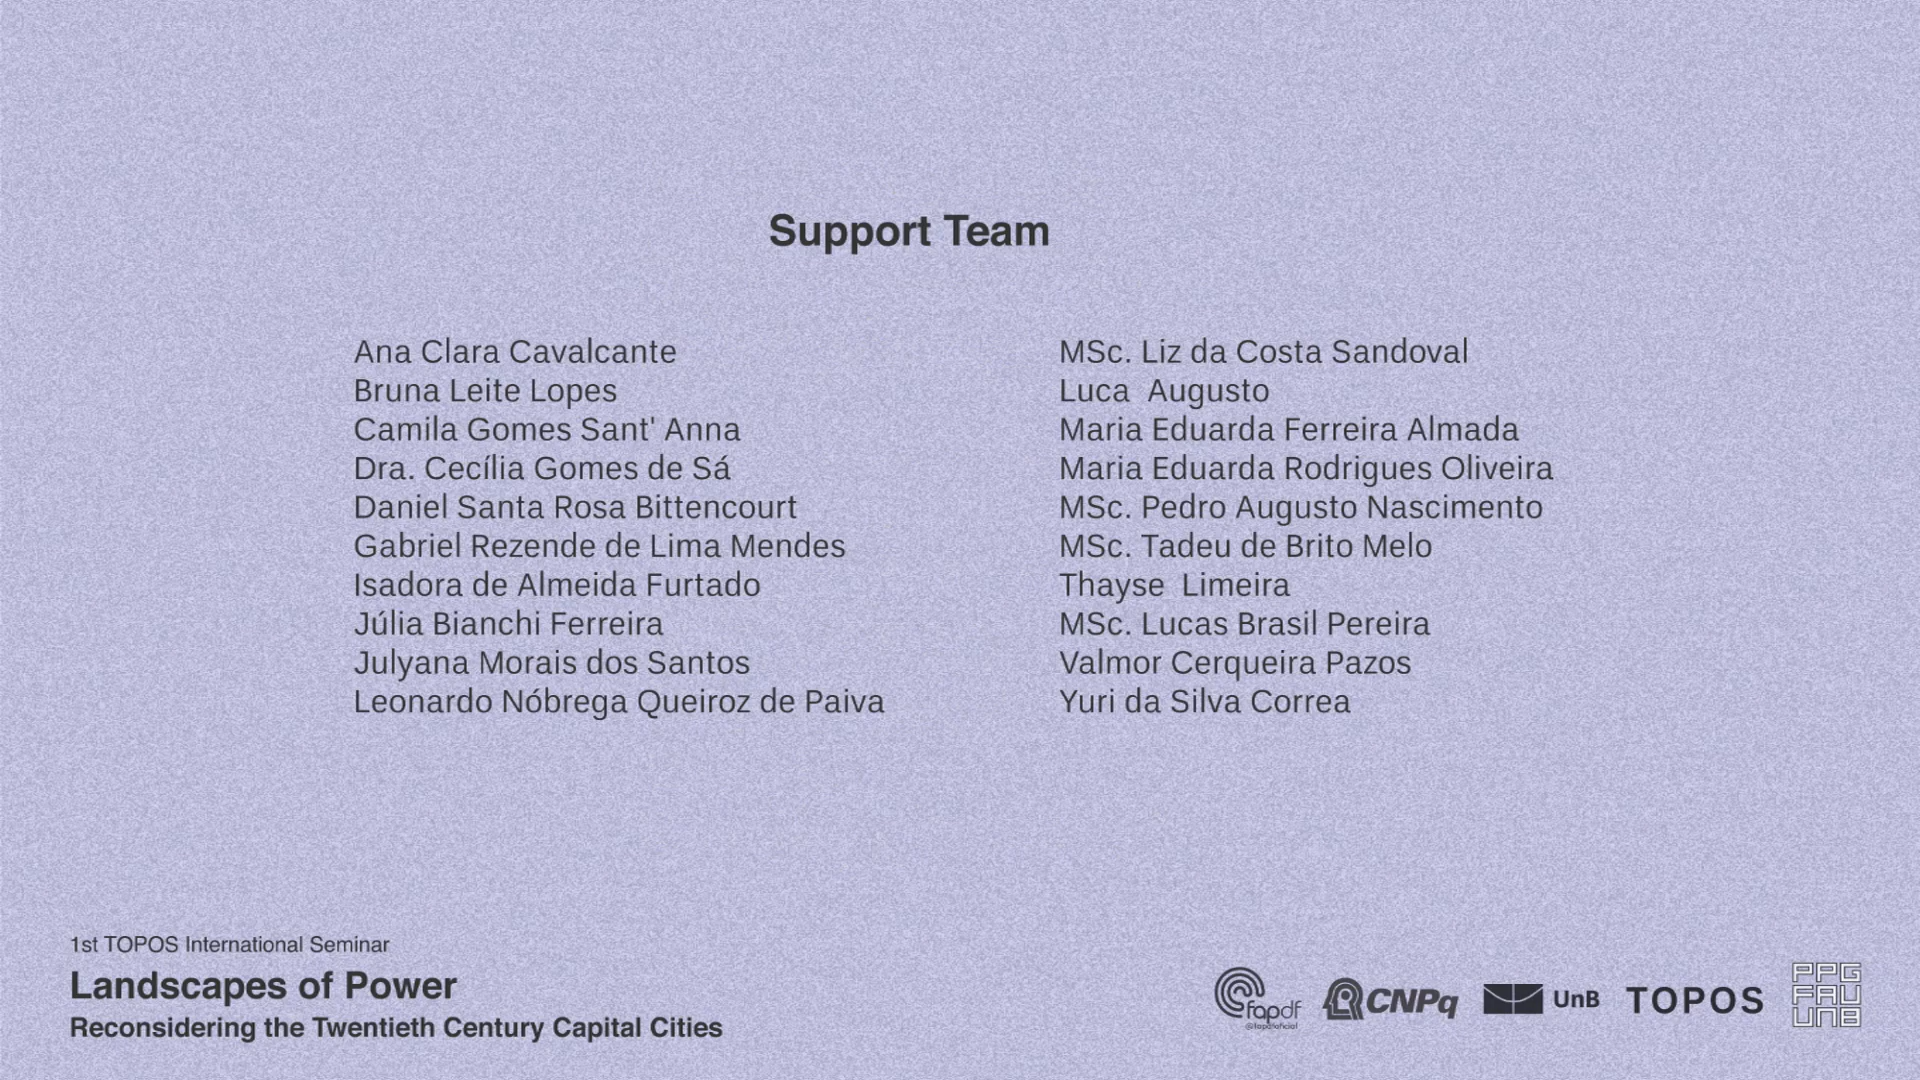 Support Team
Ana Clara Cavalcante
Bruna Leite Lopes
Camila Gomes Sant' Anna
Dra. Cecília Gomes de Sá
Daniel Santa Rosa Bittencourt
Gabriel Rezende de Lima Mendes
Isadora de Almeida Furtado
Júlia Bianchi Ferreira
Julyana Morais dos Santos
Leonardo Nóbrega Queiroz de Paiva
MSc. Liz da Costa Sandoval
Luca  Augusto
Maria Eduarda Ferreira Almada
Maria Eduarda Rodrigues Oliveira
MSc. Pedro Augusto Nascimento
MSc. Tadeu de Brito Melo
Thayse  Limeira
MSc. Lucas Brasil Pereira
Valmor Cerqueira Pazos
Yuri da Silva Correa
1st TOPOS International Seminar
Landscapes of Power
Reconsidering the Twentieth Century Capital Cities
fapdf
CNPq
UnB
TOPOS
PPG
FAU
UNB